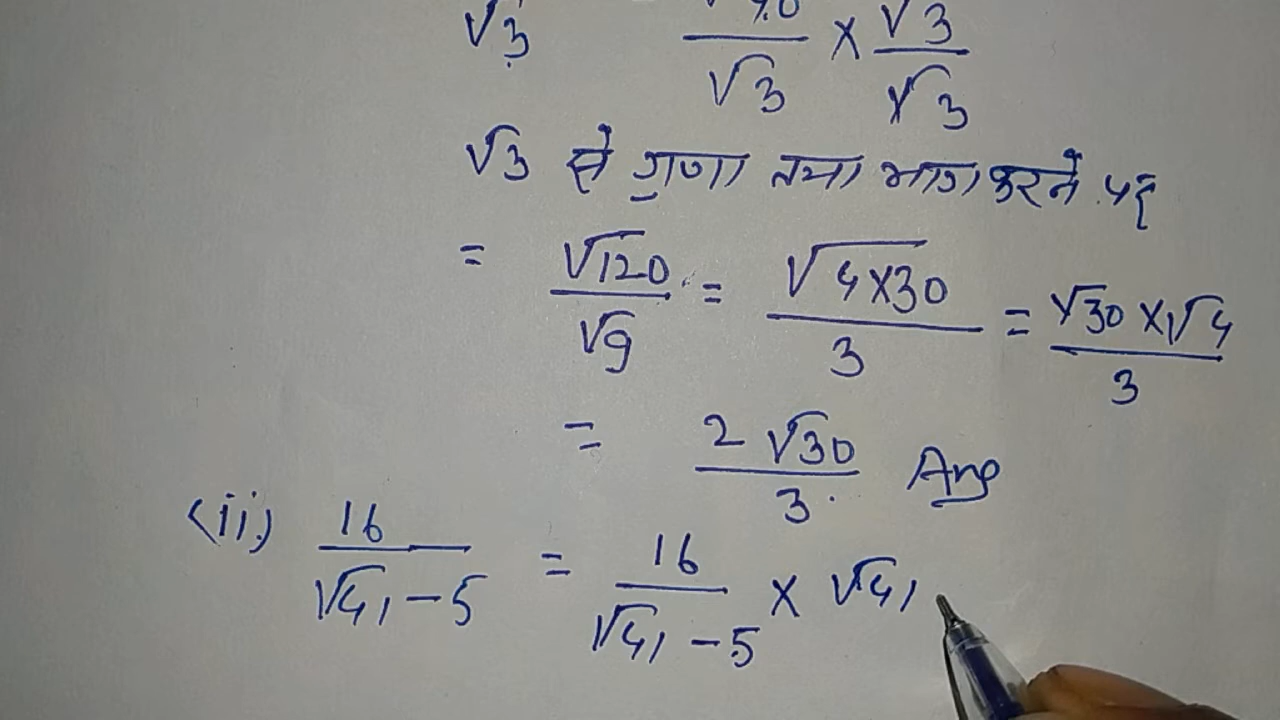 √3 √40/√3 × √3/√3
√3 से गुणा तथा भाग करने पर
= √120/√9 = √4×30/3 = √30×√4/3
= 2√30/3 Ans
(ii) 16/√41-5 = 16/√41-5 × √41